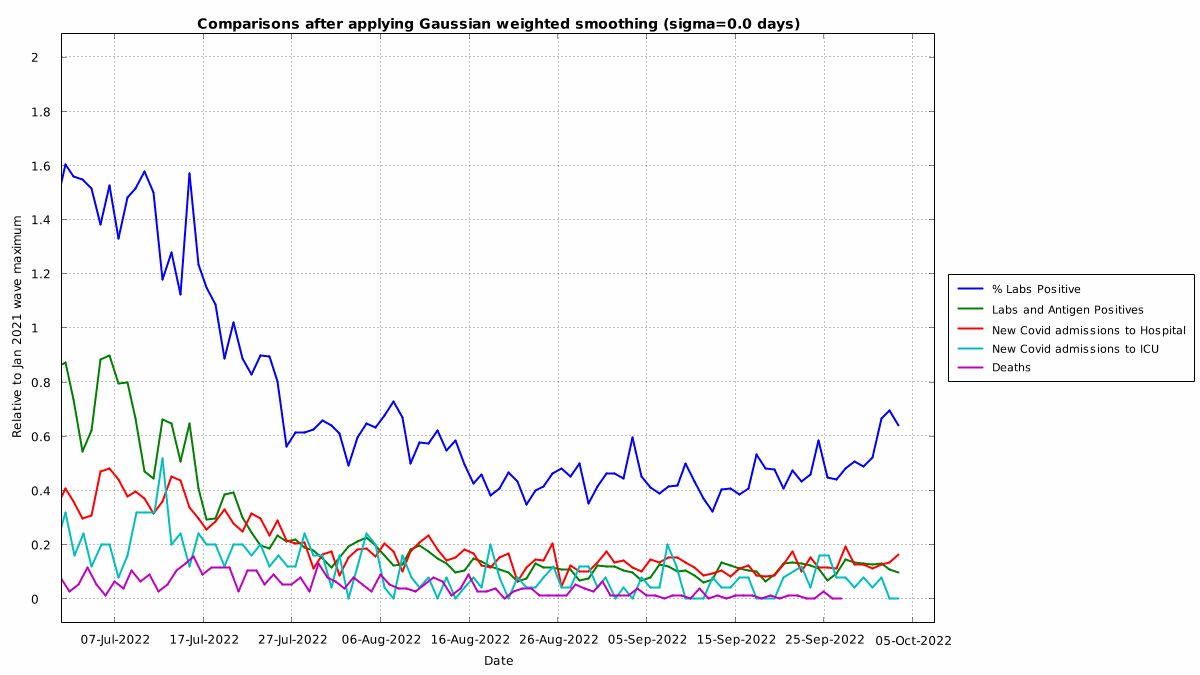 Comparisons after applying Gaussian weighted smoothing (sigma=0.0 days)
Relative to Jan 2021 wave maximum
2
1.8
1.6
1.4
1.2
1
0.8
0.6
0.4
0.2
0
07-Jul-2022 17-Jul-2022 27-Jul-2022 06-Aug-2022 16-Aug-2022 26-Aug-2022 05-Sep-2022 15-Sep-2022 25-Sep-2022 05-Oct-2022
Date
% Labs Positive
Labs and Antigen Positives
New Covid admissions to Hospital
New Covid admissions to ICU
Deaths